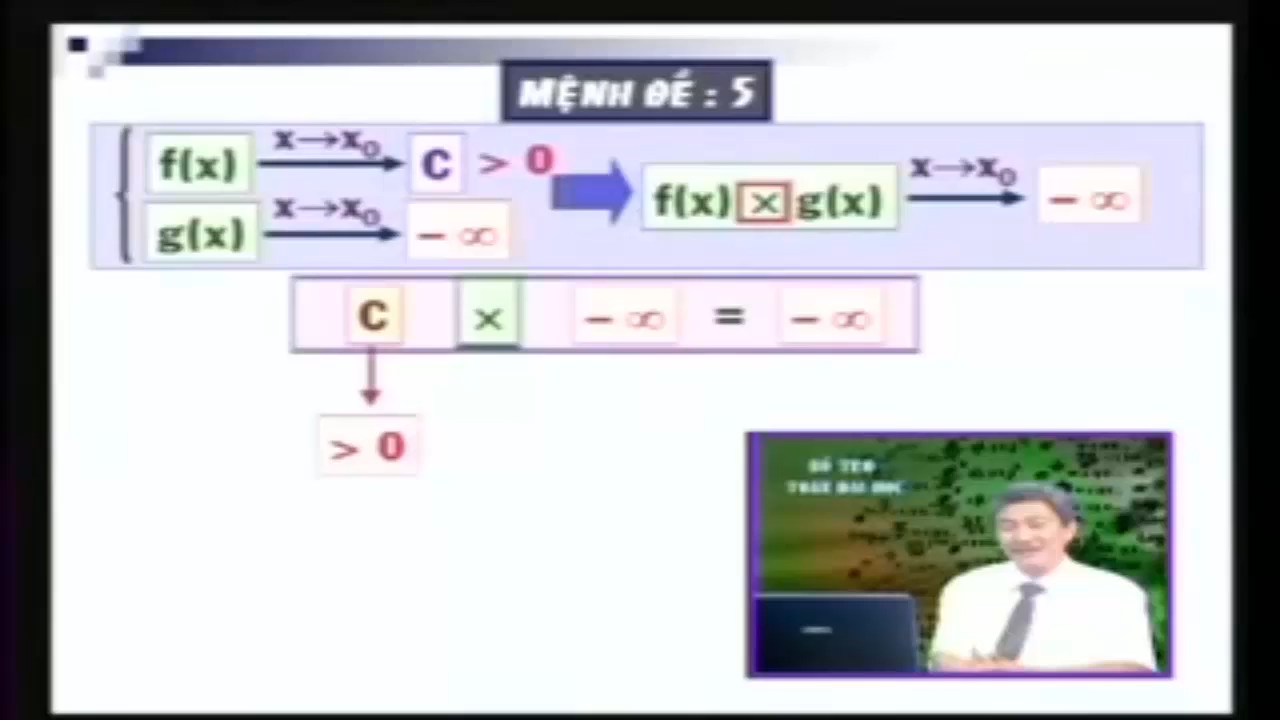 MỆNH ĐỀ : 5
f(x) x→x₀ C > 0
g(x) x→x₀ − ∞
f(x) × g(x) x→x₀ − ∞
C × − ∞ = − ∞
> 0